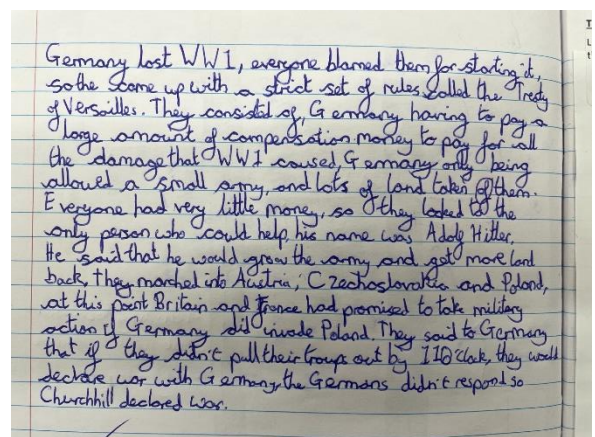 Germany lost WW1, everyone blamed them for starting it,
so the came up with a strict set of rules called the Treaty
of Versailles. They consisted of, Germany having to pay a
large amount of compensation money to pay for all
the damage that WW1 caused, Germany only being
allowed a small army, and lots of land taken of them.
Everyone had very little money, so they looked to the
only person who could help, his name was Adolf Hitler.
He said that he would grow the army and get more land
back, they marched into Austria, Czechoslovakia and Poland,
at this point Britain and France had promised to take military
action if Germany did invade Poland. They said to Germany
that if they didn't pull their troups out by 11 O'clock, they would
declare war with Germany, the Germans didn't respond so
Churchhill declared war.